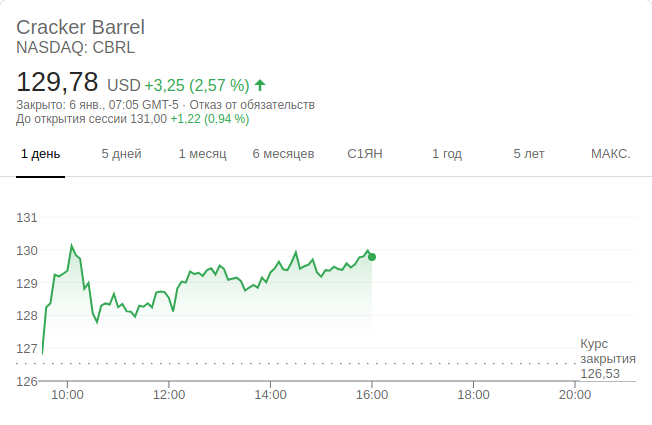 Cracker Barrel
NASDAQ: CBRL
129,78 USD +3,25 (2,57 %)
Закрыто: 6 янв., 07:05 GMT-5 · Отказ от обязательств
До открытия сессии 131,00 +1,22 (0,94 %)
1 день 5 дней 1 месяц 6 месяцев С1ЯН 1 год 5 лет МАКС.
131
130
129
128
127
126
Курс
закрытия
126,53
10:00 12:00 14:00 16:00 18:00 20:00